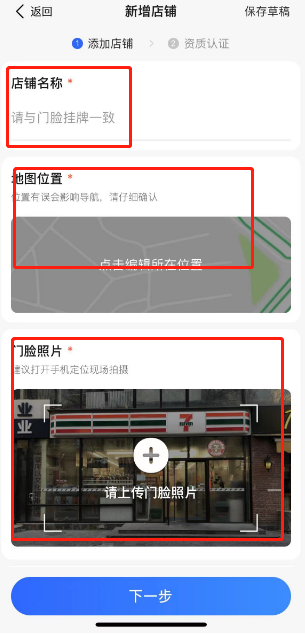 返回
新增店铺
保存草稿
1 添加店铺
2 资质认证
店铺名称 *
请与门脸挂牌一致
地图位置 *
位置有误会影响导航，请仔细确认
点击编辑所在位置
门脸照片 *
建议打开手机定位现场拍摄
业
业
7
请上传门脸照片
下一步